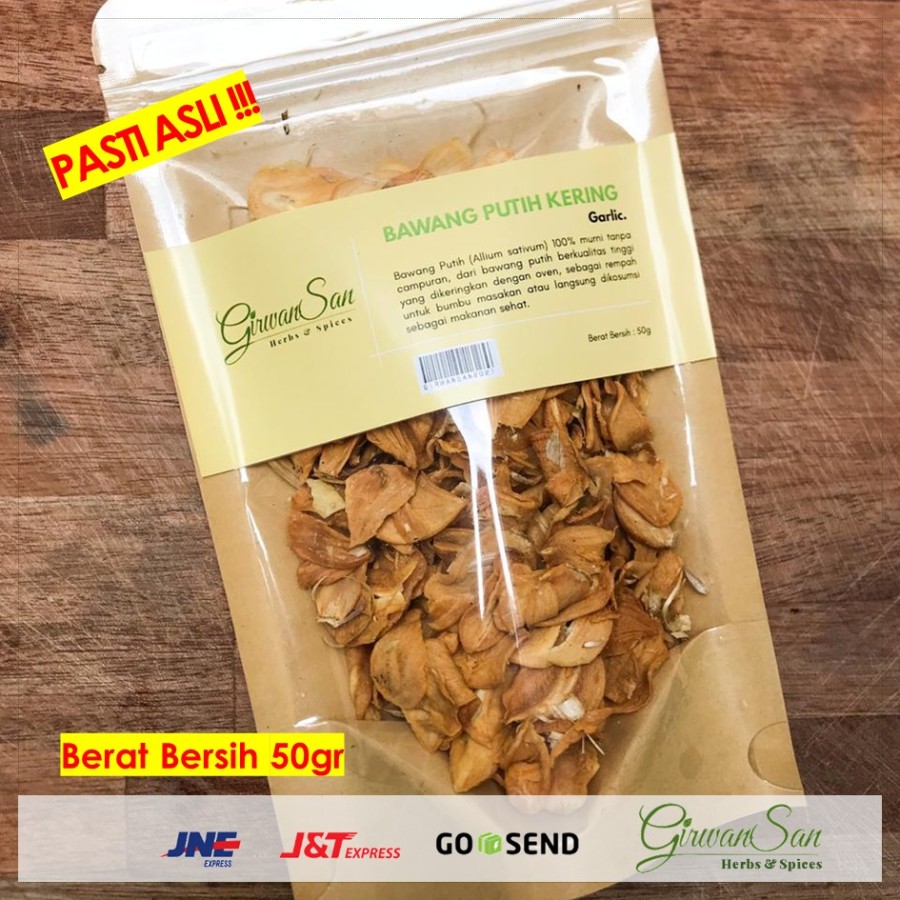 PASTI ASLI !!!
BAWANG PUTIH KERING
Garlic.
Bawang Putih (Allium sativum) 100% murni tanpa
campuran, dari bawang putih berkualitas tinggi
yang dikeringkan dengan oven, sebagai rempah
untuk bumbu masakan atau langsung dikosumsi
sebagai makanan sehat.
GirwanSan
Herbs & Spices
Berat Bersih : 50g
Berat Bersih 50gr
JNE
EXPRESS
J&T EXPRESS
GO SEND
GirwanSan
Herbs & Spices